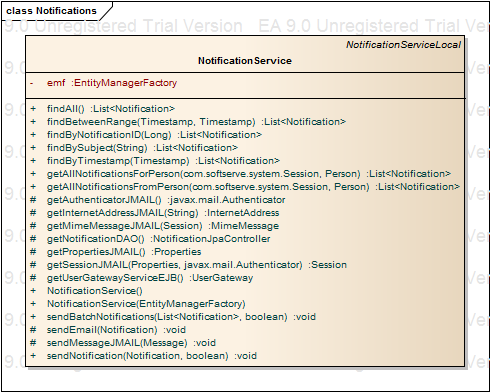 class Notifications
9.0 Unregistered Trial Version EA 9.0 Unregistered Trial Ver
NotificationServiceLocal
NotificationService
- emf :EntityManagerFactory
+ findAll() :List<Notification>
+ findBetweenRange(Timestamp, Timestamp) :List<Notification>
+ findByNotificationID(Long) :List<Notification>
+ findBySubject(String) :List<Notification>
+ findByTimestamp(Timestamp) :List<Notification>
+ getAllNotificationsForPerson(com.softserve.system.Session, Person) :List<Notification>
+ getAllNotificationsFromPerson(com.softserve.system.Session, Person) :List<Notification>
# getAuthenticatorJMAIL() :javax.mail.Authenticator
# getInternetAddressJMAIL(String) :InternetAddress
# getMimeMessageJMAIL(Session) :MimeMessage
# getNotificationDAO() :NotificationJpaController
# getPropertiesJMAIL() :Properties
# getSessionJMAIL(Properties, javax.mail.Authenticator) :Session
# getUserGatewayServiceEJB() :UserGateway
+ NotificationService()
+ NotificationService(EntityManagerFactory)
+ sendBatchNotifications(List<Notification>, boolean) :void
# sendEmail(Notification) :void
# sendMessageJMAIL(Message) :void
+ sendNotification(Notification, boolean) :void